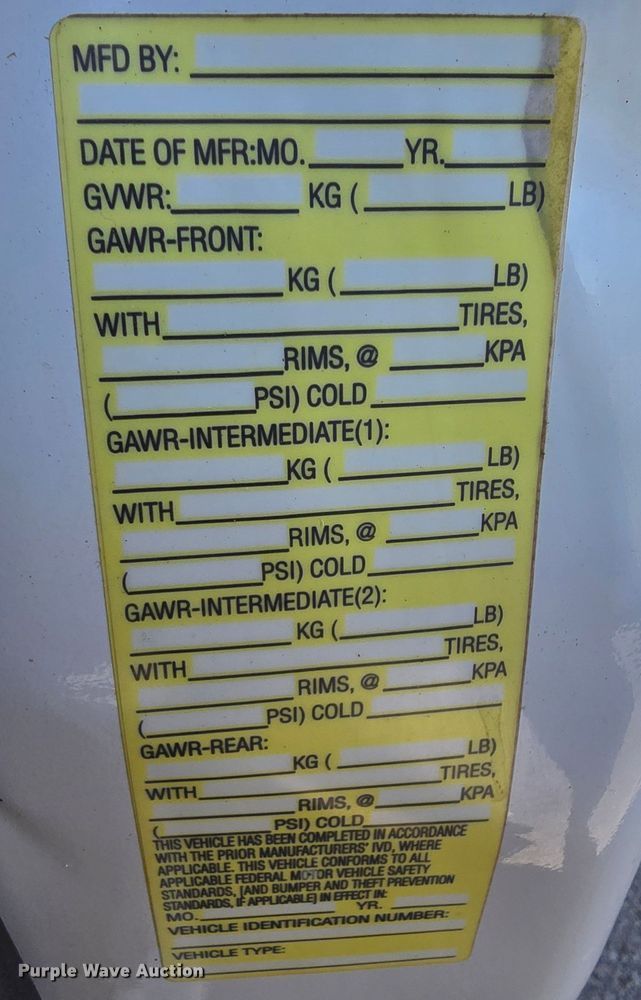 MFD BY:
DATE OF MFR:MO. YR.
GVWR: KG ( LB)
GAWR-FRONT:
KG ( LB)
WITH TIRES,
RIMS, @ KPA
( PSI) COLD
GAWR-INTERMEDIATE(1):
KG ( LB)
WITH TIRES,
RIMS, @ KPA
( PSI) COLD
GAWR-INTERMEDIATE(2):
KG ( LB)
WITH TIRES,
RIMS, @ KPA
( PSI) COLD
GAWR-REAR:
KG ( LB)
WITH TIRES,
RIMS, @ KPA
( PSI) COLD
THIS VEHICLE HAS BEEN COMPLETED IN ACCORDANCE
WITH THE PRIOR MANUFACTURERS' IVD, WHERE
APPLICABLE. THIS VEHICLE CONFORMS TO ALL
APPLICABLE FEDERAL MOTOR VEHICLE SAFETY
STANDARDS, [AND BUMPER AND THEFT PREVENTION
STANDARDS, IF APPLICABLE] IN EFFECT IN:
MO. YR.
VEHICLE IDENTIFICATION NUMBER:
VEHICLE TYPE:
Purple Wave Auction